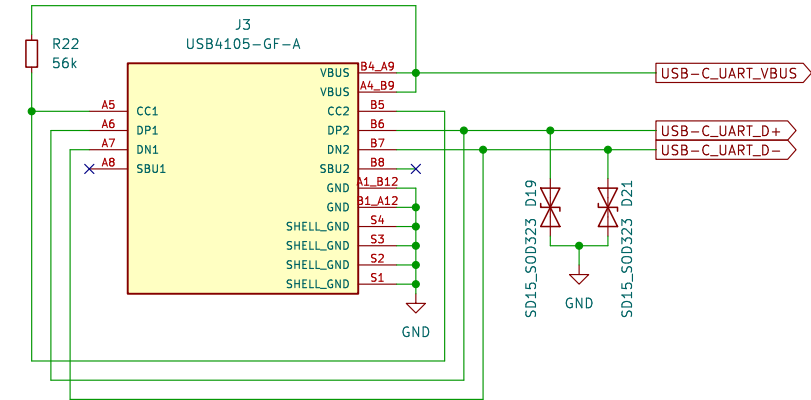 J3
USB4105-GF-A
R22
56k
VBUS B4_A9
VBUS A4_B9
A5 CC1 CC2 B5
A6 DP1 DP2 B6
A7 DN1 DN2 B7
A8 SBU1 SBU2 B8
GND A1_B12
GND B1_A12
SHELL_GND S4
SHELL_GND S3
SHELL_GND S2
SHELL_GND S1
GND
USB-C_UART_VBUS
USB-C_UART_D+
USB-C_UART_D-
D19
SD15_SOD323
D21
SD15_SOD323
GND